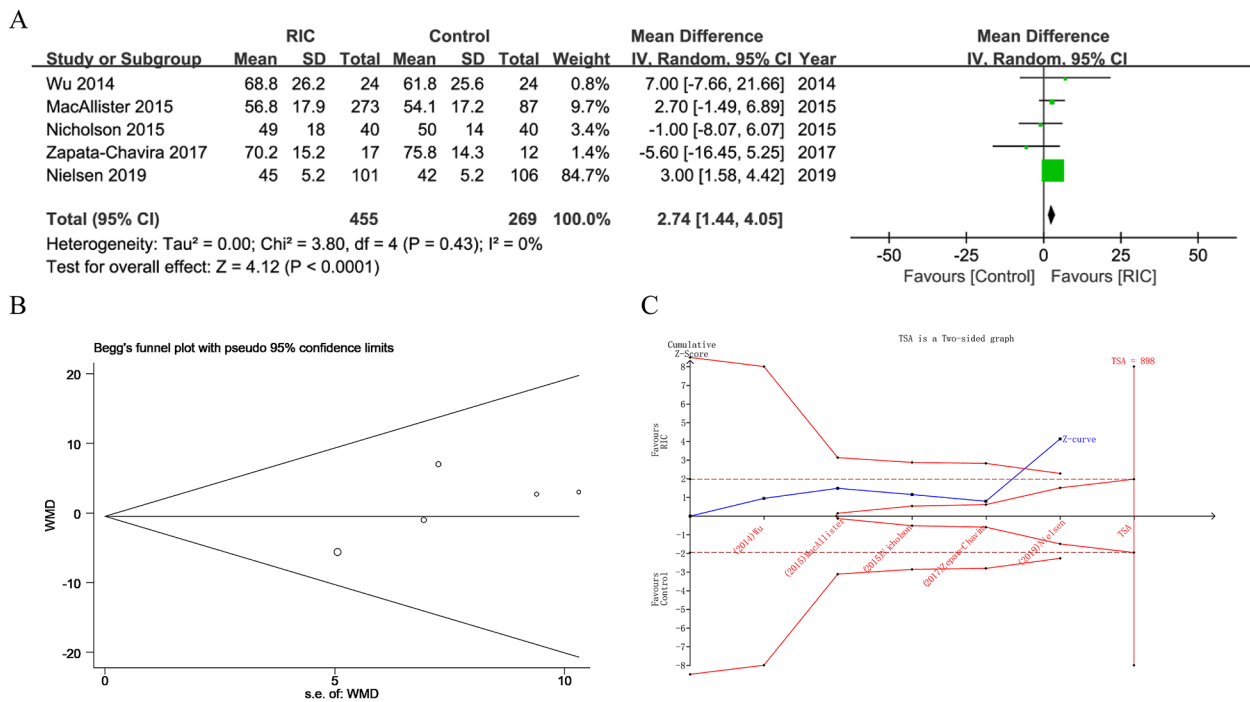 A
RIC Control Mean Difference Mean Difference
Study or Subgroup Mean SD Total Mean SD Total Weight IV, Random, 95% CI Year IV, Random, 95% CI
Wu 2014 68.8 26.2 24 61.8 25.6 24 0.8% 7.00 [-7.66, 21.66] 2014
MacAllister 2015 56.8 17.9 273 54.1 17.2 87 9.7% 2.70 [-1.49, 6.89] 2015
Nicholson 2015 49 18 40 50 14 40 3.4% -1.00 [-8.07, 6.07] 2015
Zapata-Chavira 2017 70.2 15.2 17 75.8 14.3 12 1.4% -5.60 [-16.45, 5.25] 2017
Nielsen 2019 45 5.2 101 42 5.2 106 84.7% 3.00 [1.58, 4.42] 2019
Total (95% CI) 455 269 100.0% 2.74 [1.44, 4.05]
Heterogeneity: Tau² = 0.00; Chi² = 3.80, df = 4 (P = 0.43); I² = 0%
Test for overall effect: Z = 4.12 (P < 0.0001)
-50 -25 0 25 50
Favours [Control] Favours [RIC]
B
Begg's funnel plot with pseudo 95% confidence limits
WMD
20
10
0
-10
-20
0 5 10
s.e. of: WMD
C
TSA is a Two-sided graph
Cumulative
Z-Score
TSA = 898
8
7
6
5
4
3
2
1
-1
-2
-3
-4
-5
-6
-7
-8
Favours
RIC
Favours
Control
Z-curve
(2014)Wu
(2015)MacAllister
(2015)Nicholson
(2019)Nielsen
TSA